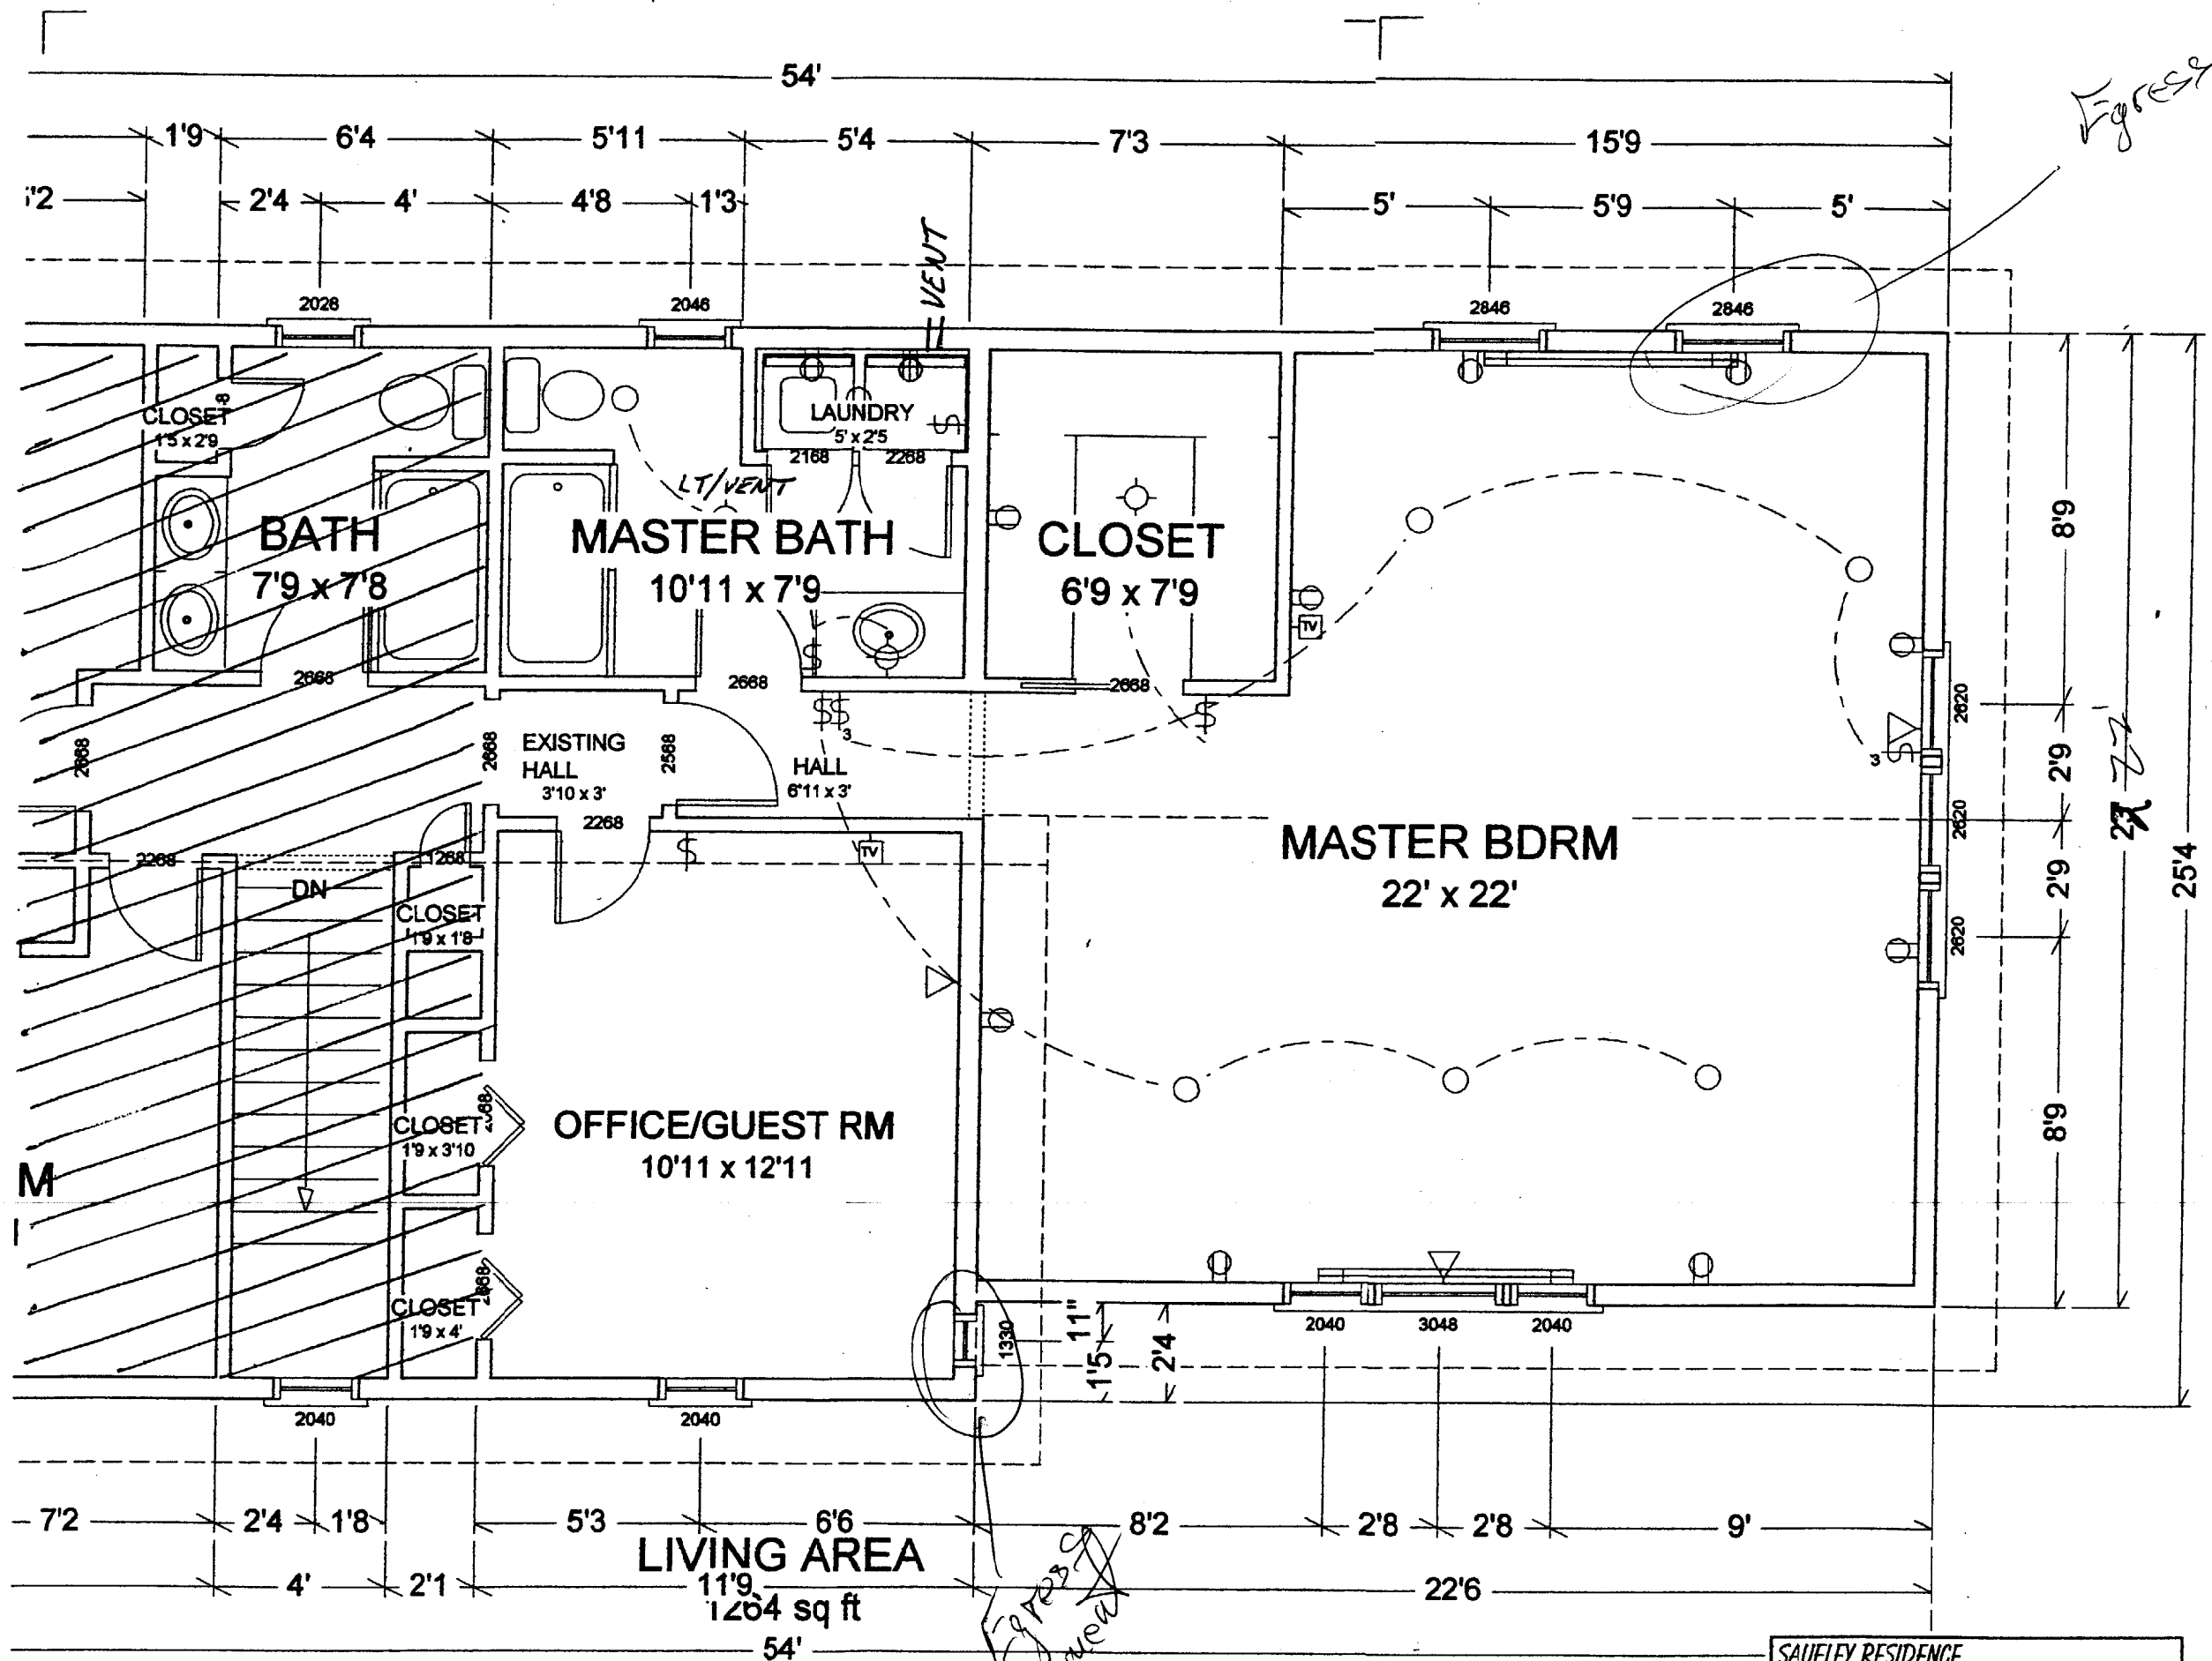 54'
Egress
1'9 6'4 5'11 5'4 7'3 15'9
2'4 4' 4'8 1'3 5' 5'9 5'
VENT
2026 2046 2846 2846
CLOSET
1'5 x 2'9
LAUNDRY
5' x 2'5
2168 2268
LT/VENT
BATH
7'9 x 7'8
MASTER BATH
10'11 x 7'9
CLOSET
6'9 x 7'9
TV
8'9
2668 2668 2668
$ $ $$ 3 $
2668 2668 2568
EXISTING
HALL
3'10 x 3'
HALL
6'11 x 3'
2620
2'9
3 $
2268
2268 1268
$ TV
2620
22
25'4
MASTER BDRM
22' x 22'
DN
CLOSET
1'9 x 1'8
2'9
2620
CLOSET
1'9 x 3'10
OFFICE/GUEST RM
10'11 x 12'11
8'9
M
CLOSET
1'9 x 4'
2668
1330
11"
1'5
2'4
2040 3048 2040
2040 2040
7'2 2'4 1'8 5'3 6'6 8'2 2'8 2'8 9'
LIVING AREA
4' 2'1 11'9 22'6
1264 sq ft
Egress
54'
SAUFLEY RESIDENCE